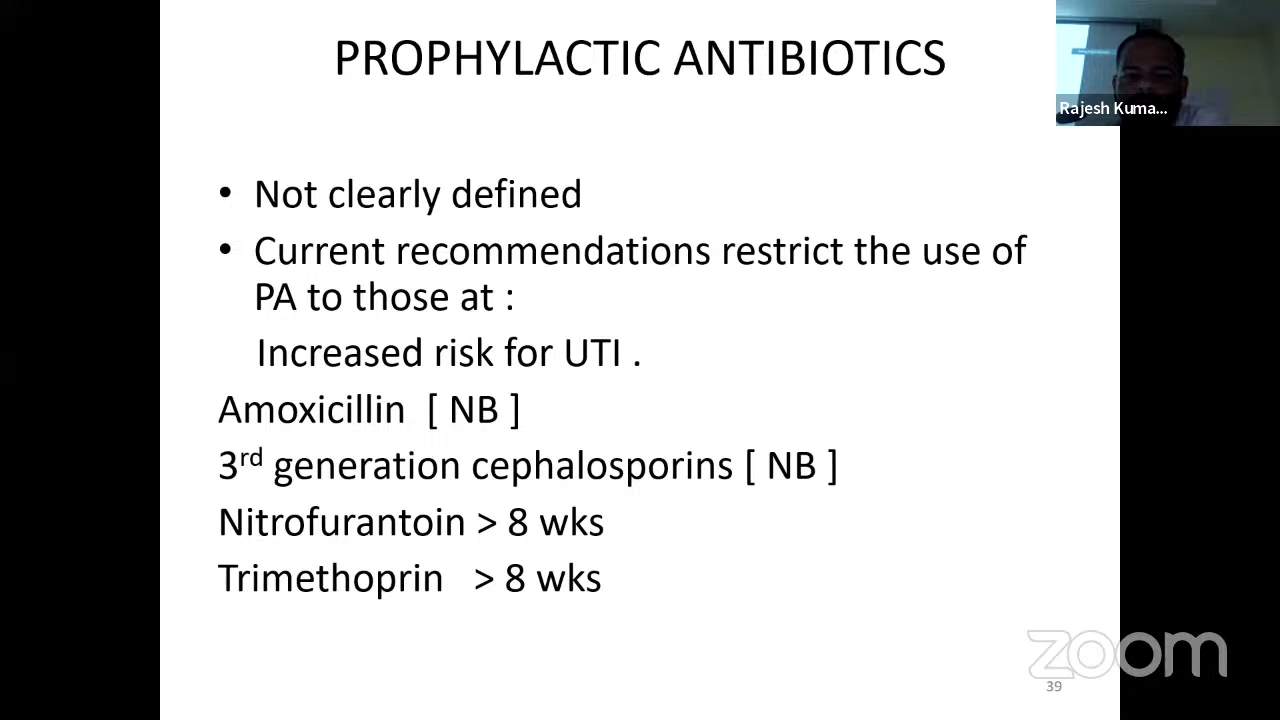 PROPHYLACTIC ANTIBIOTICS
Rajesh Kuma...
• Not clearly defined
• Current recommendations restrict the use of
PA to those at :
Increased risk for UTI .
Amoxicillin [ NB ]
3rd generation cephalosporins [ NB ]
Nitrofurantoin > 8 wks
Trimethoprin > 8 wks
zoom
39